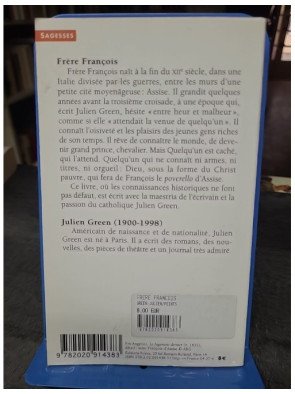 SAGESSES
Frère François
Frère François naît à la fin du XIIe siècle, dans une
Italie divisée par les guerres, entre les murs d'une
petite cité moyenâgeuse : Assise. Il grandit quelques
années avant la troisième croisade, à une époque qui,
écrit Julien Green, hésite « entre heur et malheur »,
comme si elle « attendait la venue de quelqu'un ». Il
connaît l'oisiveté et les plaisirs des jeunes gens riches
de son temps. Il rêve de connaître le monde, de deve-
nir grand prince, chevalier. Mais Quelqu'un est caché,
qui l'attend. Quelqu'un qui ne connaît ni armes, ni
titres, ni orgueil : Dieu, sous la forme du Christ
pauvre, qui fera de François le poverello d'Assise.
Ce livre, où les connaissances historiques ne font
pas défaut, est écrit avec la maestria de l'écrivain et la
passion du catholique Julien Green.
Julien Green (1900-1998)
Américain de naissance et de nationalité, Julien
Green est né à Paris. Il a écrit des romans, des nou-
velles, des pièces de théâtre et un journal très admiré
FRERE FRANCOIS
GREEN JULIEN/POINTS
8.00 EUR
9 782020 914383